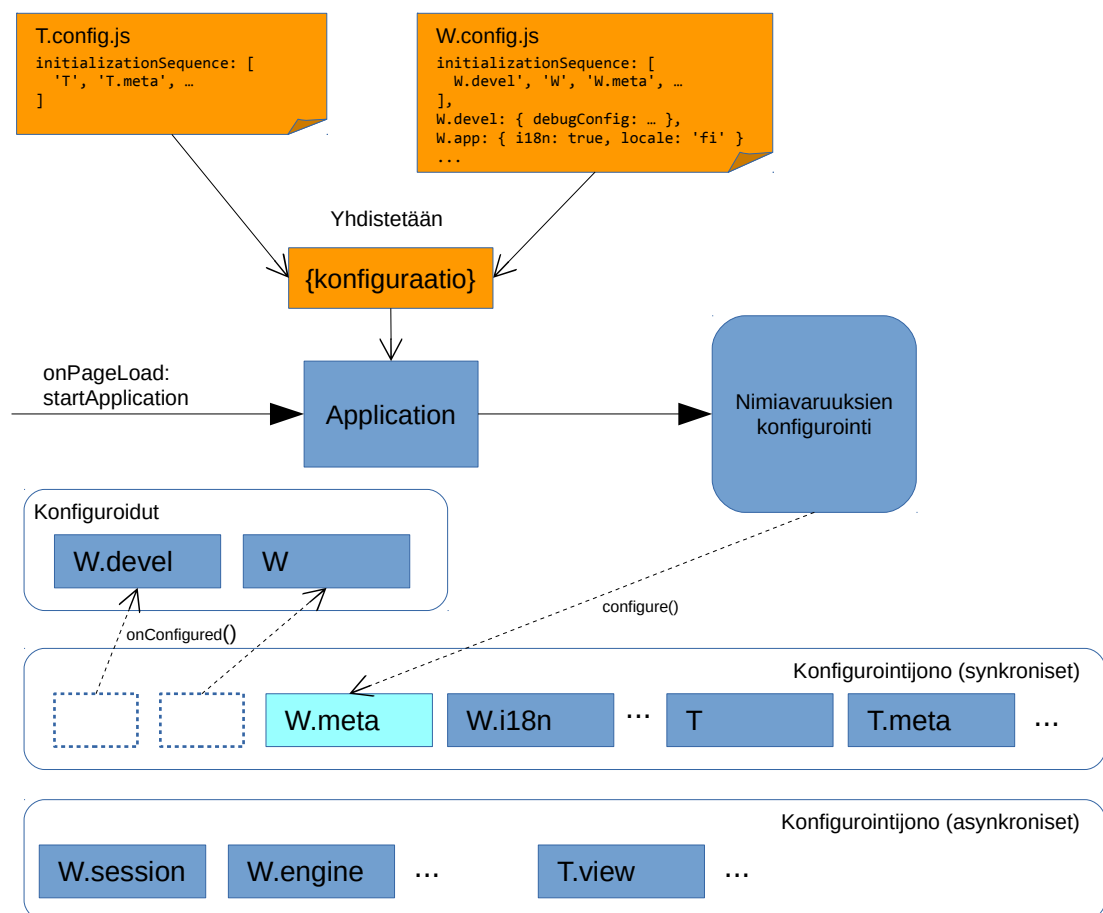 T.config.js
initializationSequence: [
'T', 'T.meta', …
]
W.config.js
initializationSequence: [
W.devel', 'W', 'W.meta', …
],
W.devel: { debugConfig: … },
W.app: { i18n: true, locale: 'fi' }
...
Yhdistetään
{konfiguraatio}
onPageLoad:
startApplication
Application
Nimiavaruuksien
konfigurointi
Konfiguroidut
W.devel
W
onConfigured()
configure()
Konfigurointijono (synkroniset)
W.meta
W.i18n
...
T
T.meta
...
Konfigurointijono (asynkroniset)
W.session
W.engine
...
T.view
...